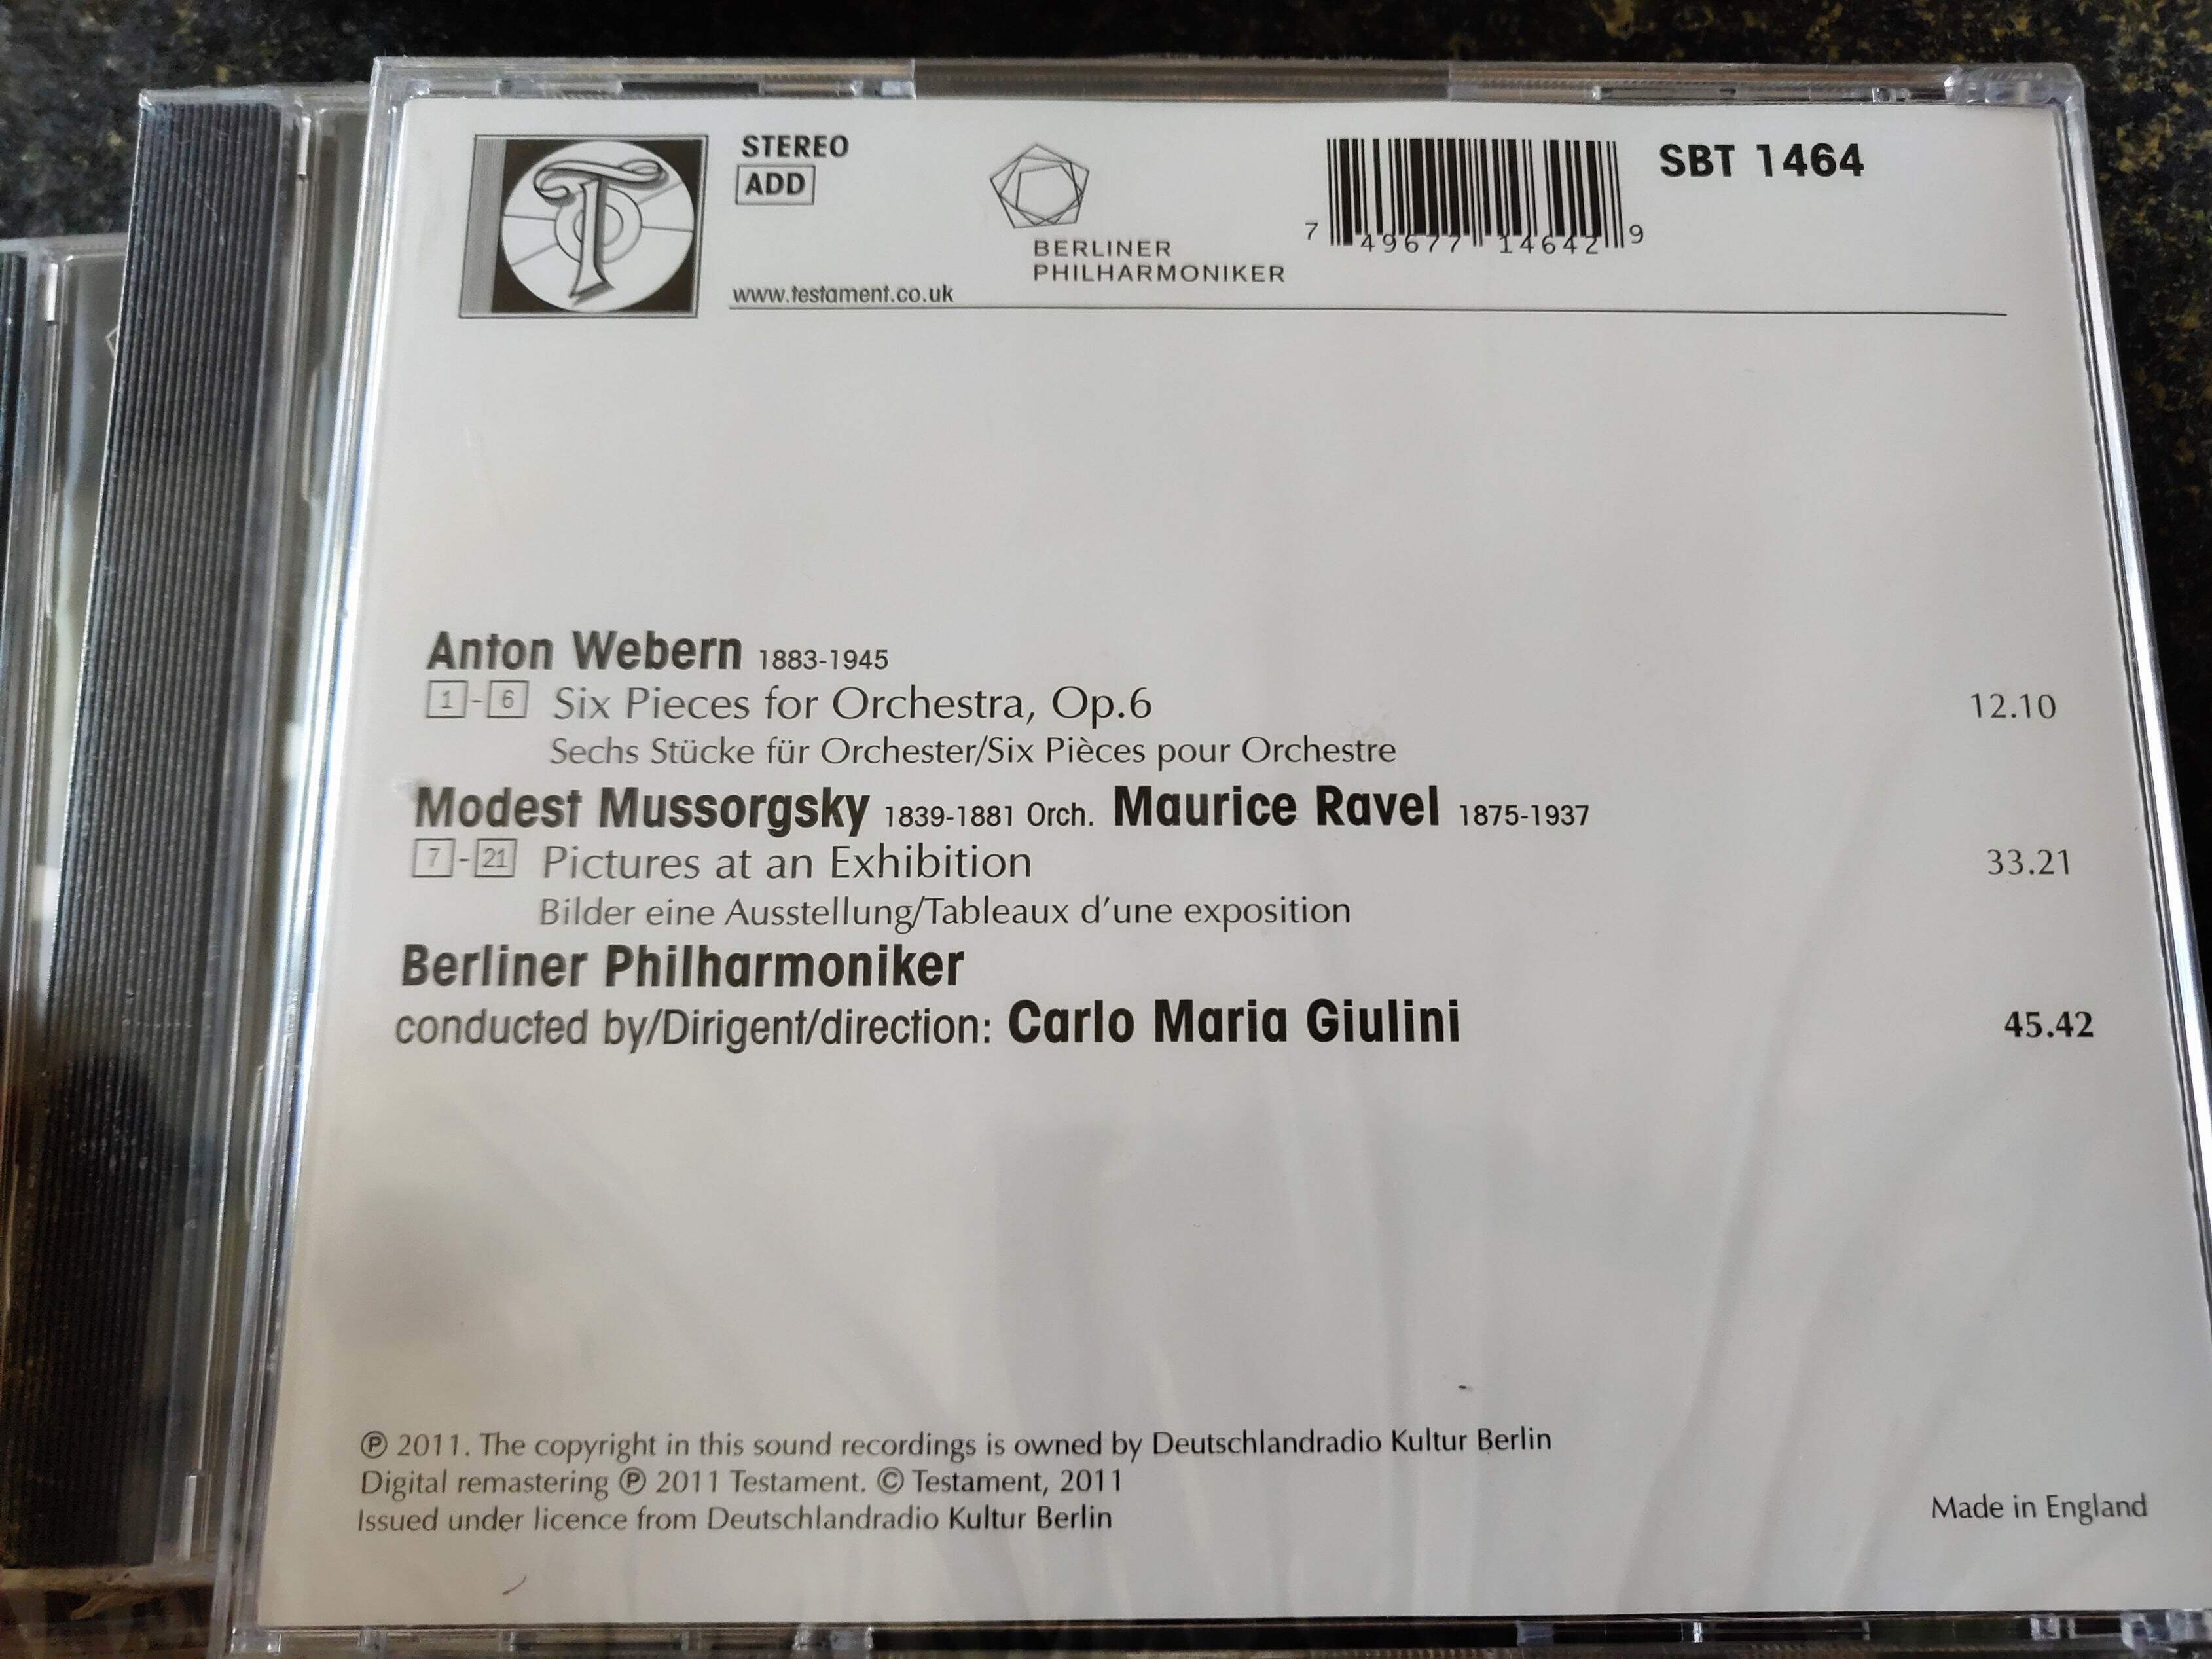 STEREO
ADD
www.testament.co.uk
BERLINER
PHILHARMONIKER
7 49677 14642 9
SBT 1464
Anton Webern 1883-1945
1-6 Six Pieces for Orchestra, Op.6 12.10
Sechs Stücke für Orchester/Six Pièces pour Orchestre
Modest Mussorgsky 1839-1881 Orch. Maurice Ravel 1875-1937
7-21 Pictures at an Exhibition 33.21
Bilder eine Ausstellung/Tableaux d'une exposition
Berliner Philharmoniker
conducted by/Dirigent/direction: Carlo Maria Giulini 45.42
℗ 2011. The copyright in this sound recordings is owned by Deutschlandradio Kultur Berlin
Digital remastering ℗ 2011 Testament. © Testament, 2011
Issued under licence from Deutschlandradio Kultur Berlin
Made in England